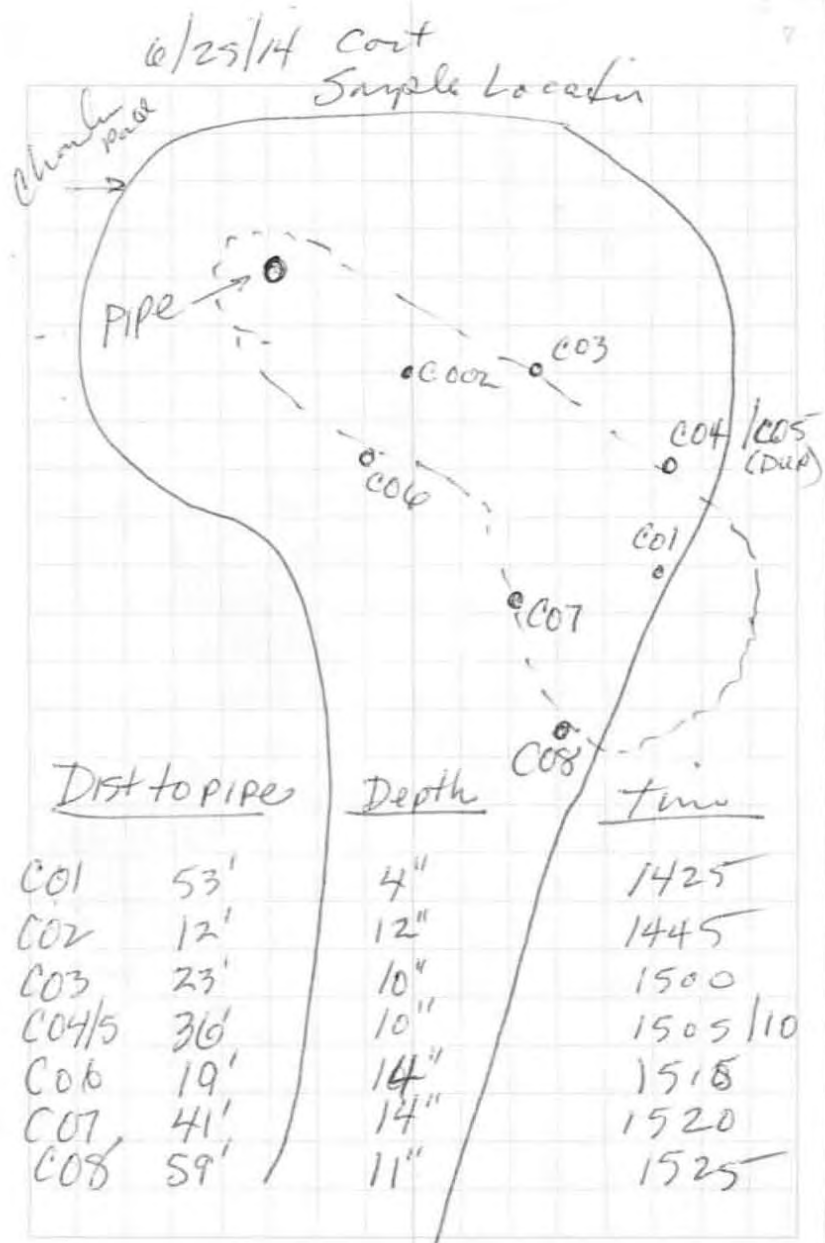 6/25/14 Cont
Sample Location
PIPE
C002
C03
C04/C05
(DUP)
C06
C01
C07
C08
Dist to pipe Depth Time
C01 53' 4" 1425
C02 12' 12" 1445
C03 23' 10" 1500
C04/5 36' 10" 1505/10
C06 19' 14" 1515
C07 41' 14" 1520
C08 59' 11" 1525